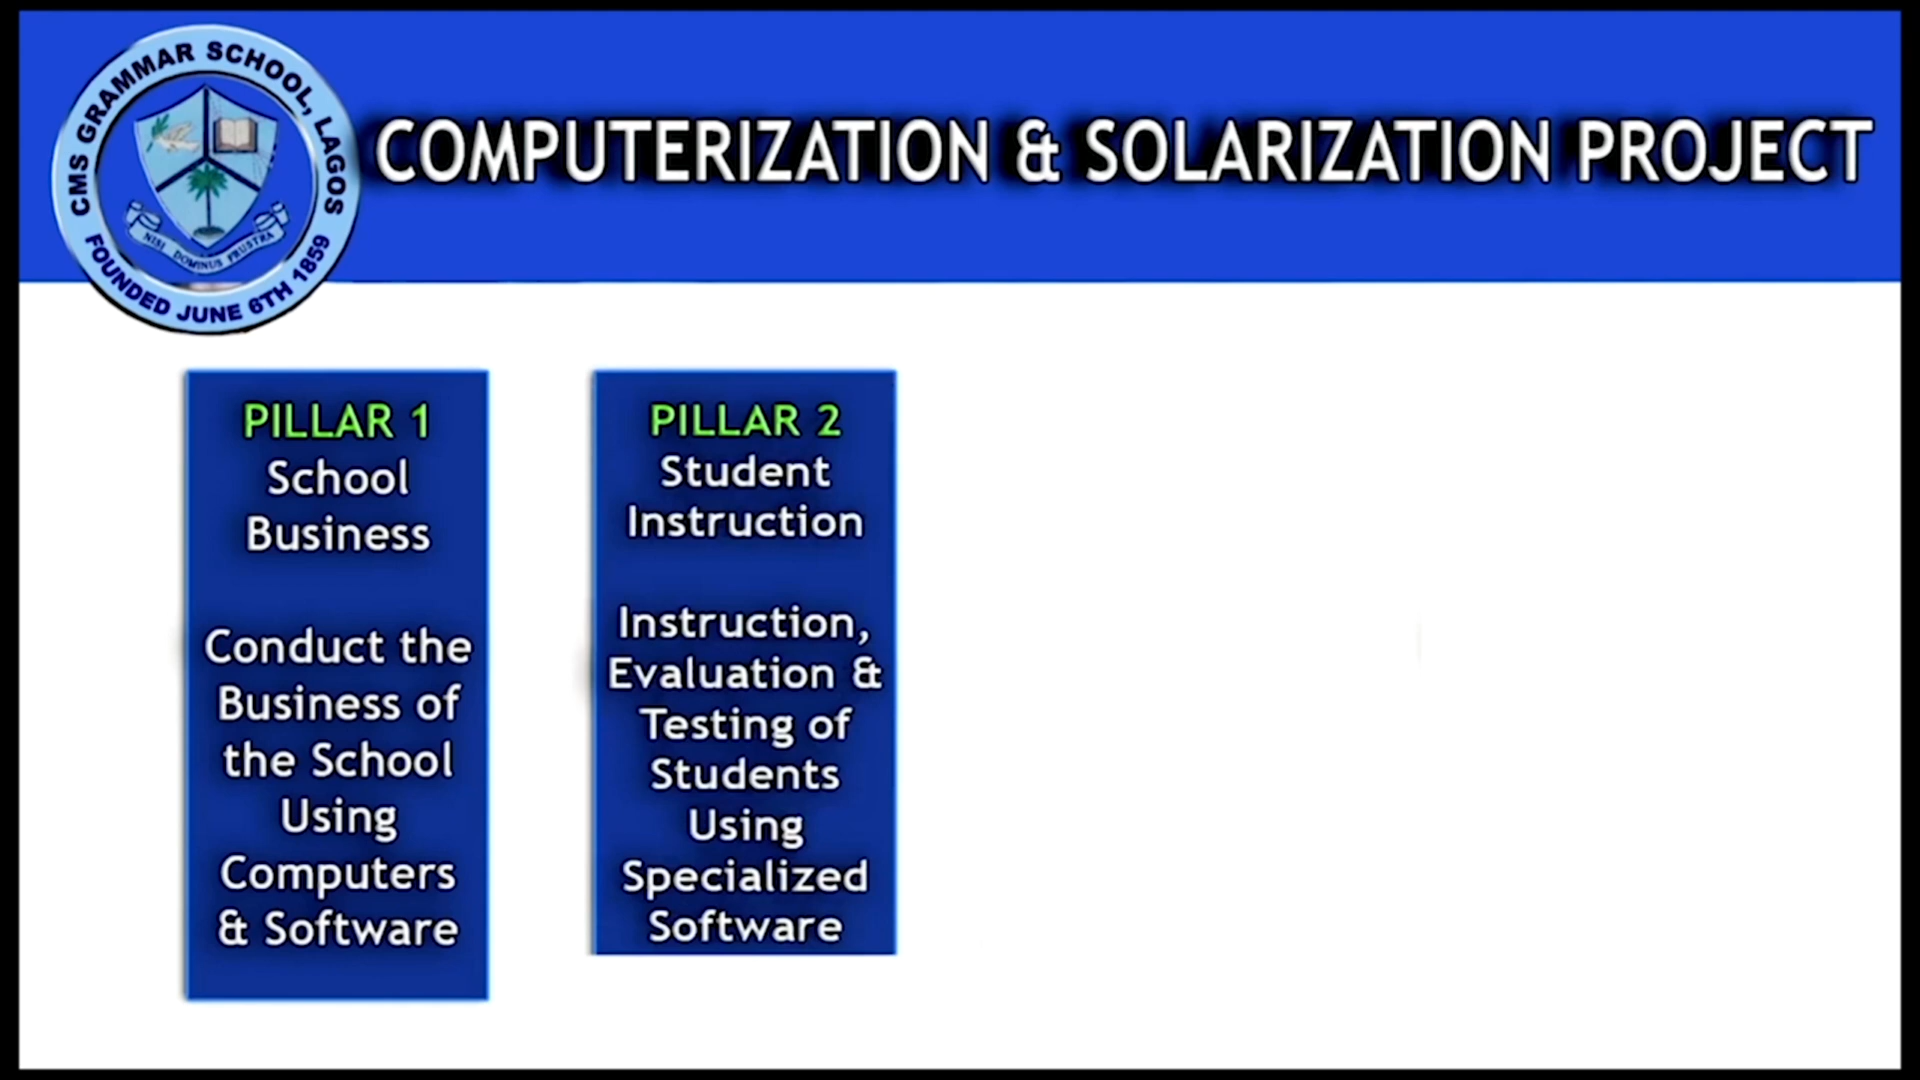 CMS GRAMMAR SCHOOL, LAGOS
FOUNDED JUNE 6TH 1859
NISI DOMINUS FRUSTRA
COMPUTERIZATION & SOLARIZATION PROJECT
PILLAR 1
School
Business
Conduct the
Business of
the School
Using
Computers
& Software
PILLAR 2
Student
Instruction
Instruction,
Evaluation &
Testing of
Students
Using
Specialized
Software